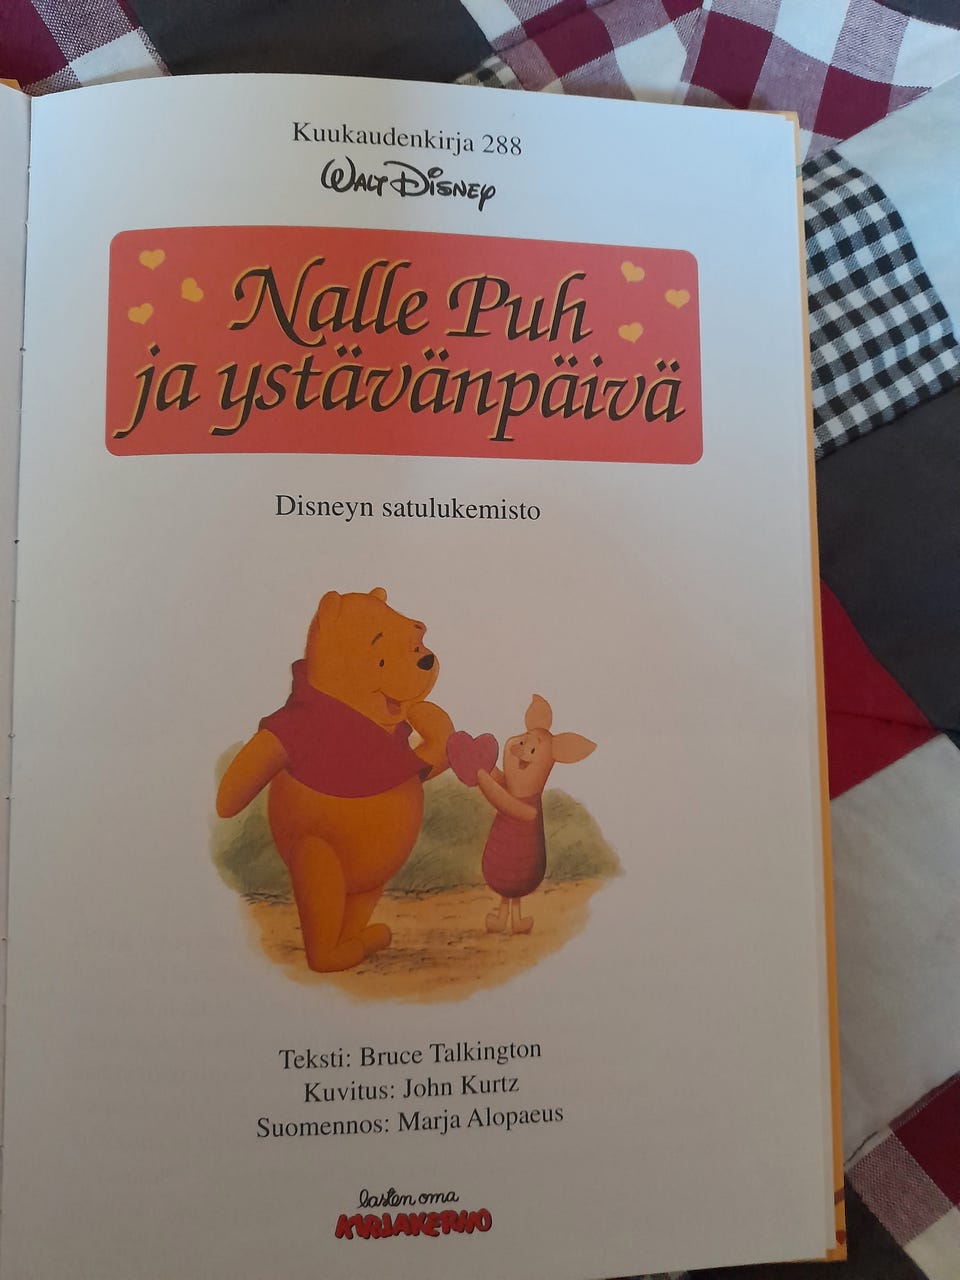 Kuukaudenkirja 288
WALT DISNEY
Nalle Puh
ja ystävänpäivä
Disneyn satulukemisto
Teksti: Bruce Talkington
Kuvitus: John Kurtz
Suomennos: Marja Alopaeus
lasten oma
KIRJAKERHO